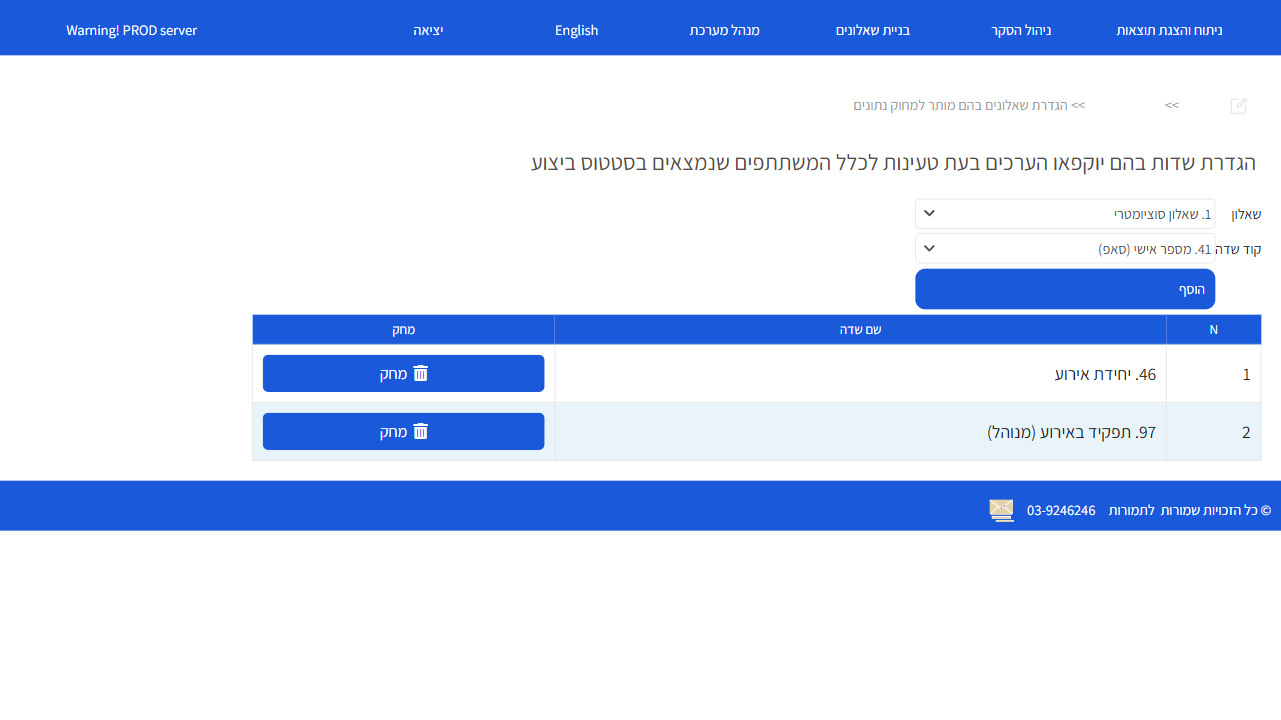 ניתוח והצגת תוצאות ניהול הסקר בניית שאלונים מנהל מערכת English יציאה Warning! PROD server
>> >> הגדרת שאלונים בהם מותר למחוק נתונים
הגדרת שדות בהם יוקפאו הערכים בעת טעינות לכלל המשתתפים שנמצאים בסטטוס ביצוע
שאלון 1. שאלון סוציומטרי
קוד שדה 41. מספר אישי (סאפ)
הוסף
N שם שדה מחק
1 46. יחידת אירוע מחק
2 97. תפקיד באירוע (מנוהל) מחק
© כל הזכויות שמורות לתמורות 03-9246246